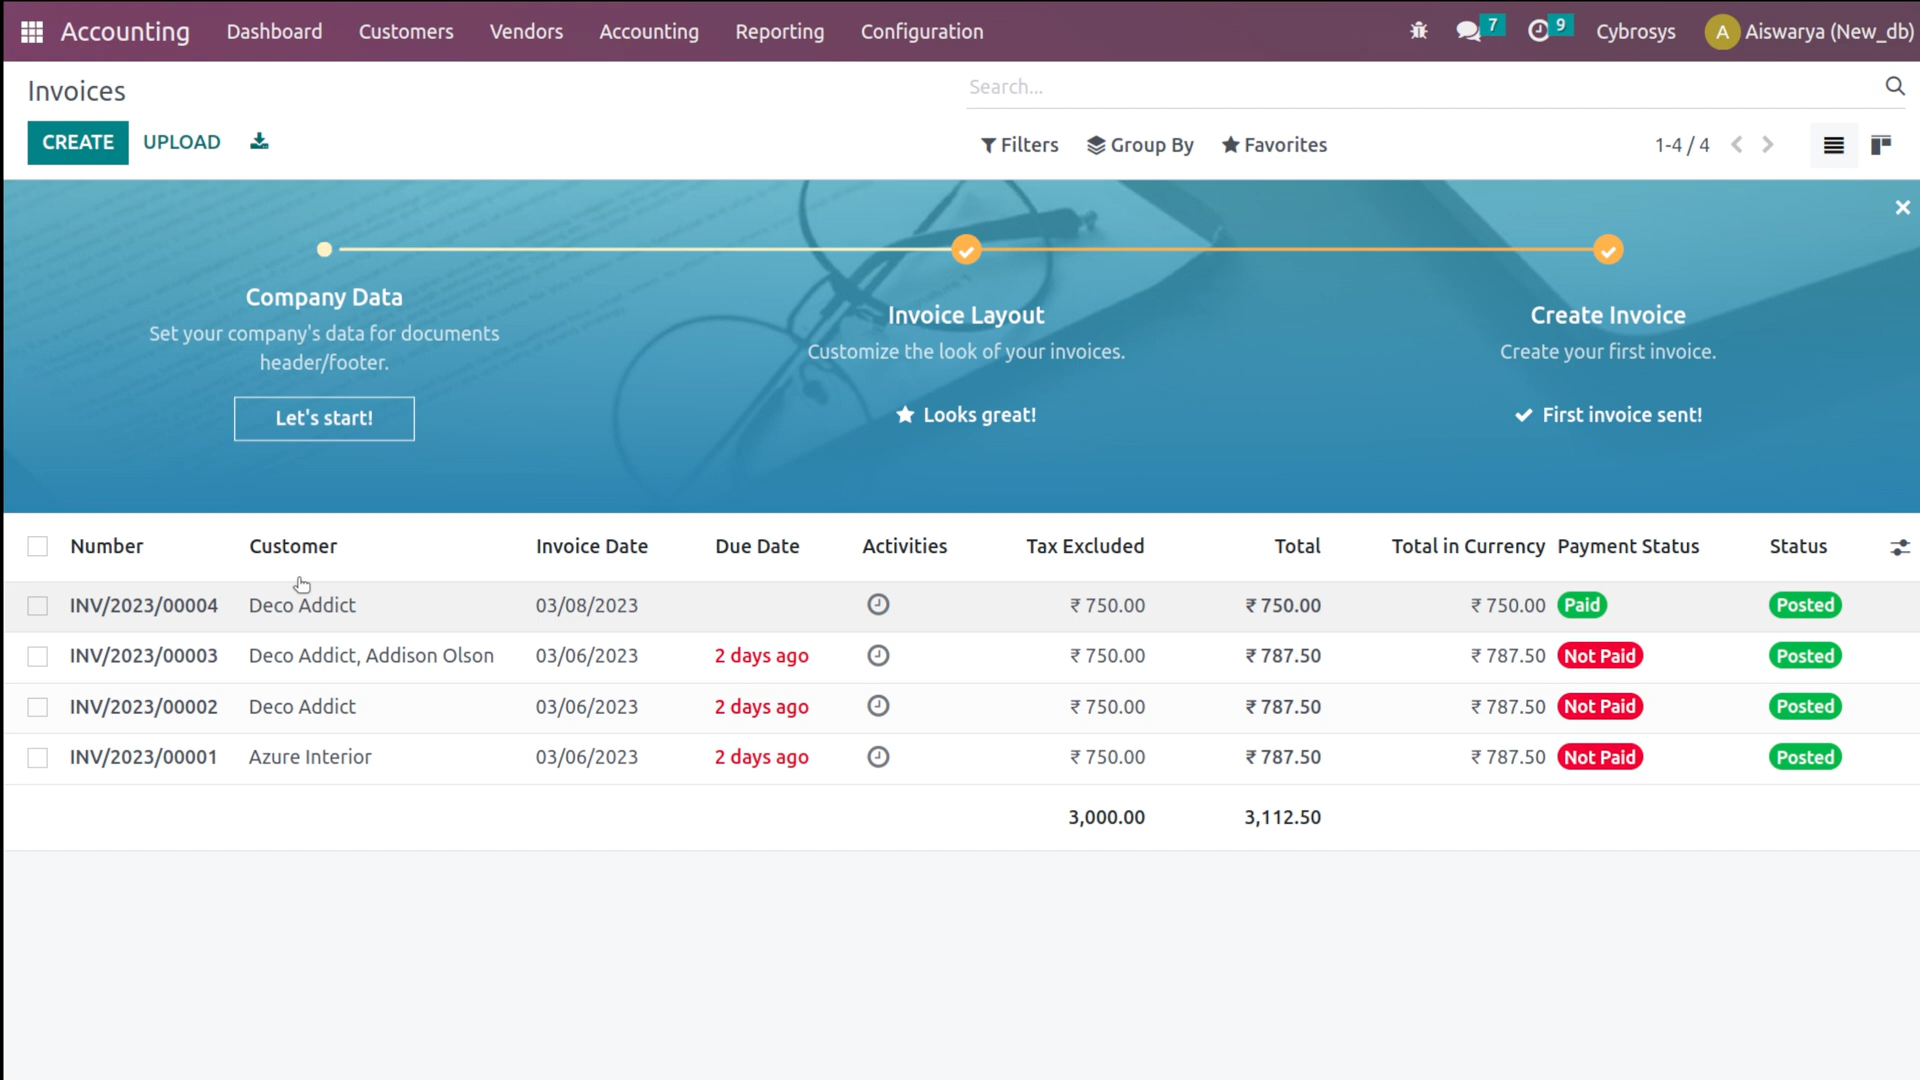 Accounting Dashboard Customers Vendors Accounting Reporting Configuration 7 9 Cybrosys A Aiswarya (New_db)
Invoices Search...
CREATE UPLOAD Filters Group By Favorites 1-4 / 4
Company Data
Set your company's data for documents
header/footer.
Let's start!
Invoice Layout
Customize the look of your invoices.
Looks great!
Create Invoice
Create your first invoice.
First invoice sent!
Number Customer Invoice Date Due Date Activities Tax Excluded Total Total in Currency Payment Status Status
INV/2023/00004 Deco Addict 03/08/2023 ₹ 750.00 ₹ 750.00 ₹ 750.00 Paid Posted
INV/2023/00003 Deco Addict, Addison Olson 03/06/2023 2 days ago ₹ 750.00 ₹ 787.50 ₹ 787.50 Not Paid Posted
INV/2023/00002 Deco Addict 03/06/2023 2 days ago ₹ 750.00 ₹ 787.50 ₹ 787.50 Not Paid Posted
INV/2023/00001 Azure Interior 03/06/2023 2 days ago ₹ 750.00 ₹ 787.50 ₹ 787.50 Not Paid Posted
3,000.00 3,112.50